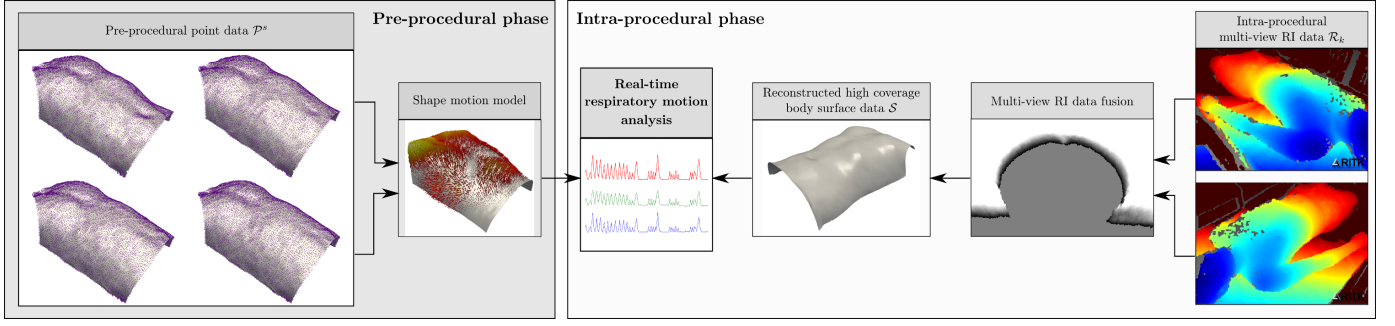 Pre-procedural phase
Pre-procedural point data 𝒫ˢ
Shape motion model
Intra-procedural phase
Real-time
respiratory motion
analysis
Reconstructed high coverage
body surface data 𝒮
Multi-view RI data fusion
Intra-procedural
multi-view RI data ℛₖ
RITK
RITK